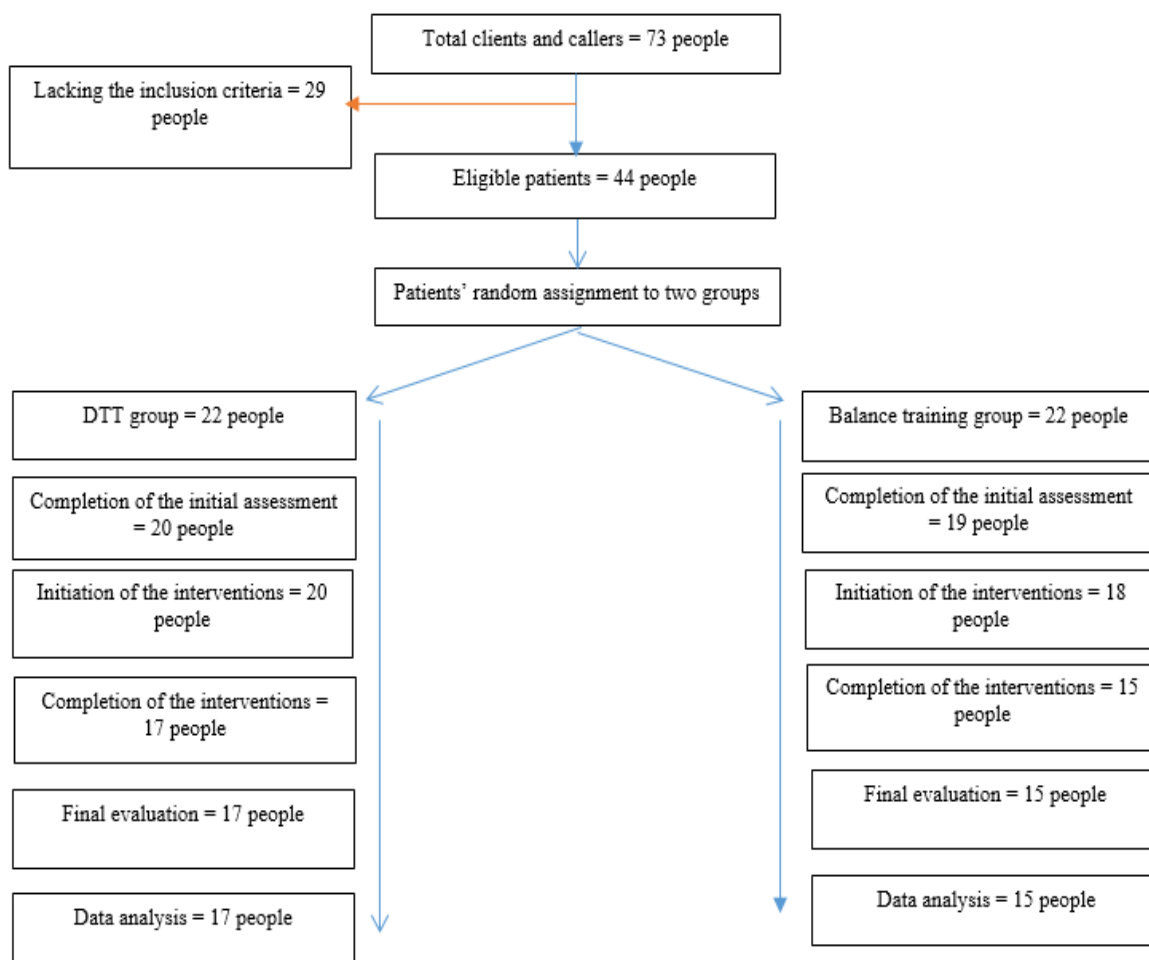 Total clients and callers = 73 people
Lacking the inclusion criteria = 29
people
Eligible patients = 44 people
Patients’ random assignment to two groups
DTT group = 22 people
Completion of the initial assessment
= 20 people
Initiation of the interventions = 20
people
Completion of the interventions =
17 people
Final evaluation = 17 people
Data analysis = 17 people
Balance training group = 22 people
Completion of the initial assessment
= 19 people
Initiation of the interventions = 18
people
Completion of the interventions = 15
people
Final evaluation = 15 people
Data analysis = 15 people